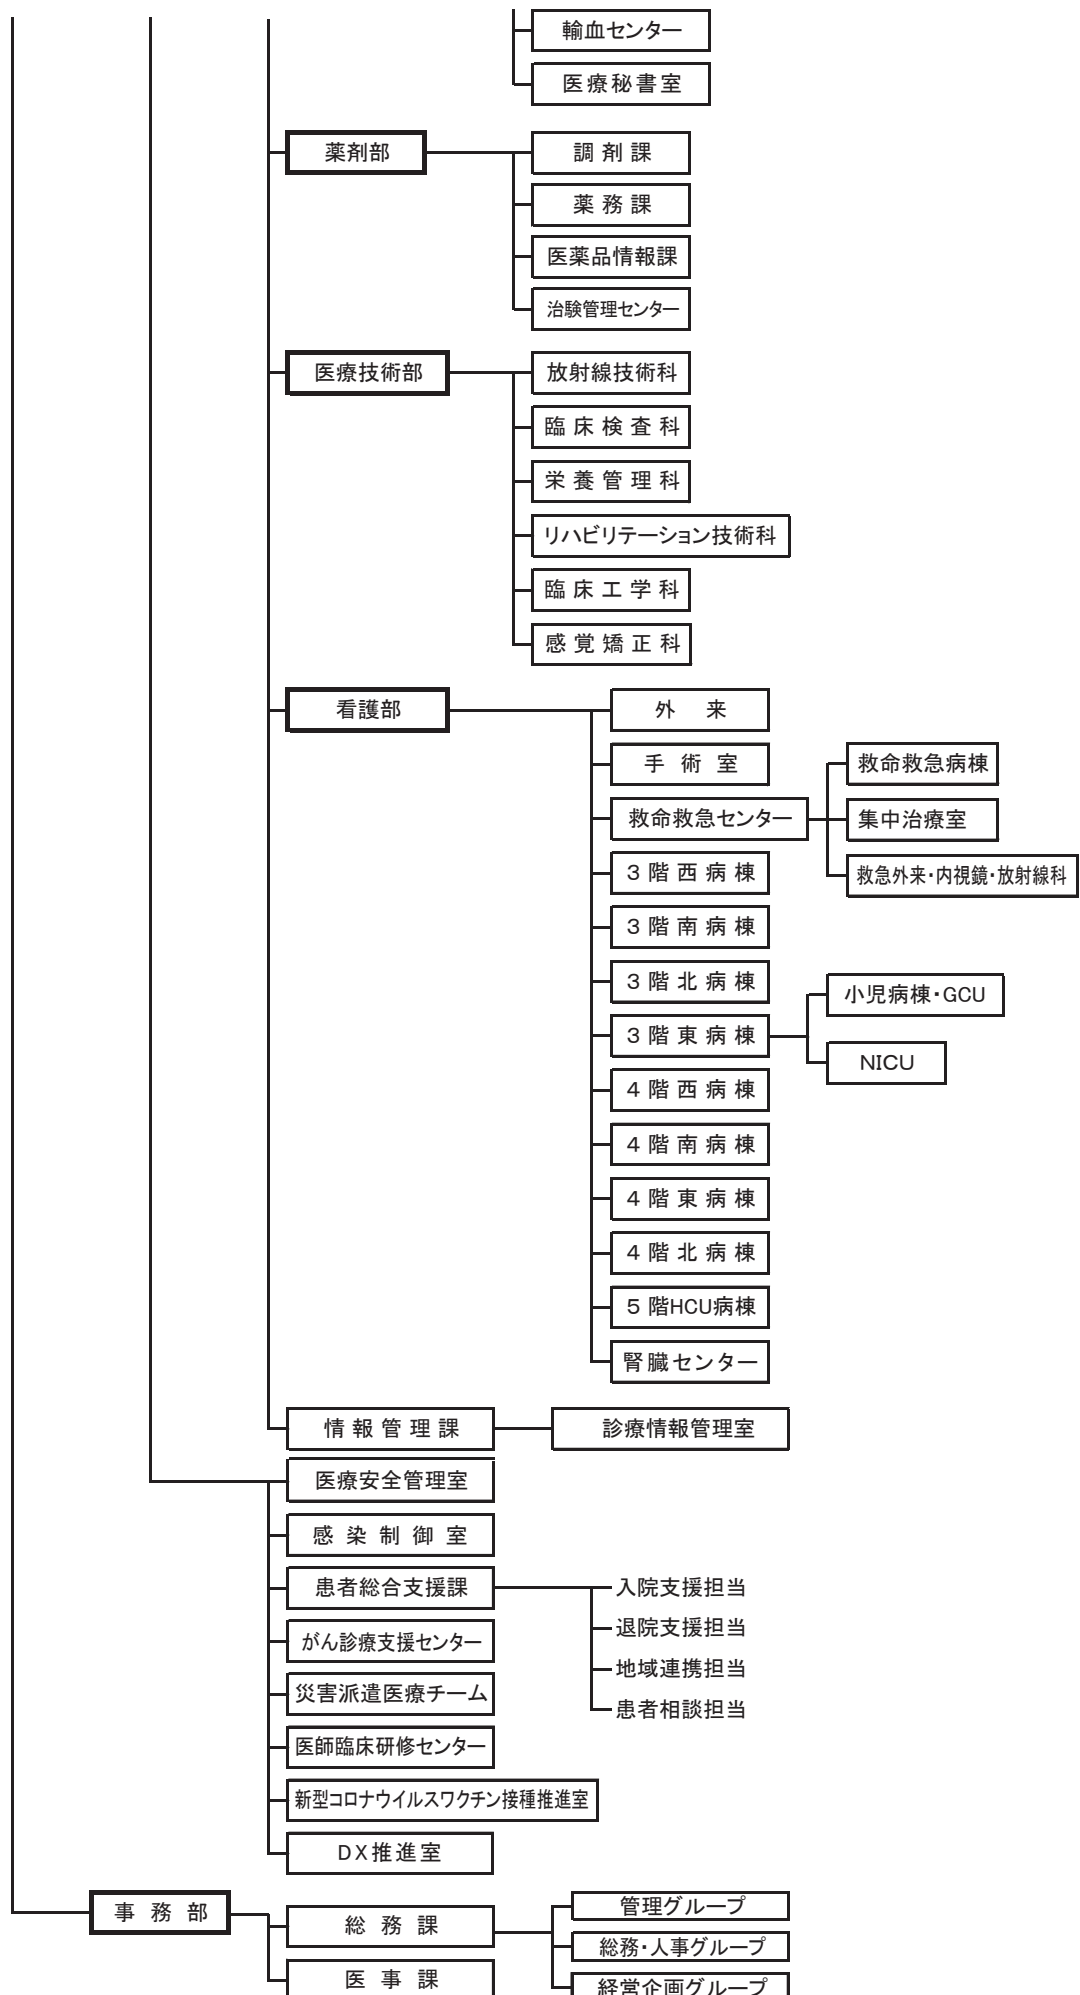 輸血センター
医療秘書室
薬剤部
調剤課
薬務課
医薬品情報課
治験管理センター
医療技術部
放射線技術科
臨床検査科
栄養管理科
リハビリテーション技術科
臨床工学科
感覚矯正科
看護部
外来
手術室
救命救急センター
救命救急病棟
集中治療室
救急外来・内視鏡・放射線科
3階西病棟
3階南病棟
3階北病棟
3階東病棟
小児病棟・GCU
NICU
4階西病棟
4階南病棟
4階東病棟
4階北病棟
5階HCU病棟
腎臓センター
情報管理課
診療情報管理室
医療安全管理室
感染制御室
患者総合支援課
入院支援担当
退院支援担当
地域連携担当
患者相談担当
がん診療支援センター
災害派遣医療チーム
医師臨床研修センター
新型コロナウイルスワクチン接種推進室
DX推進室
事務部
総務課
管理グループ
総務・人事グループ
経営企画グループ
医事課